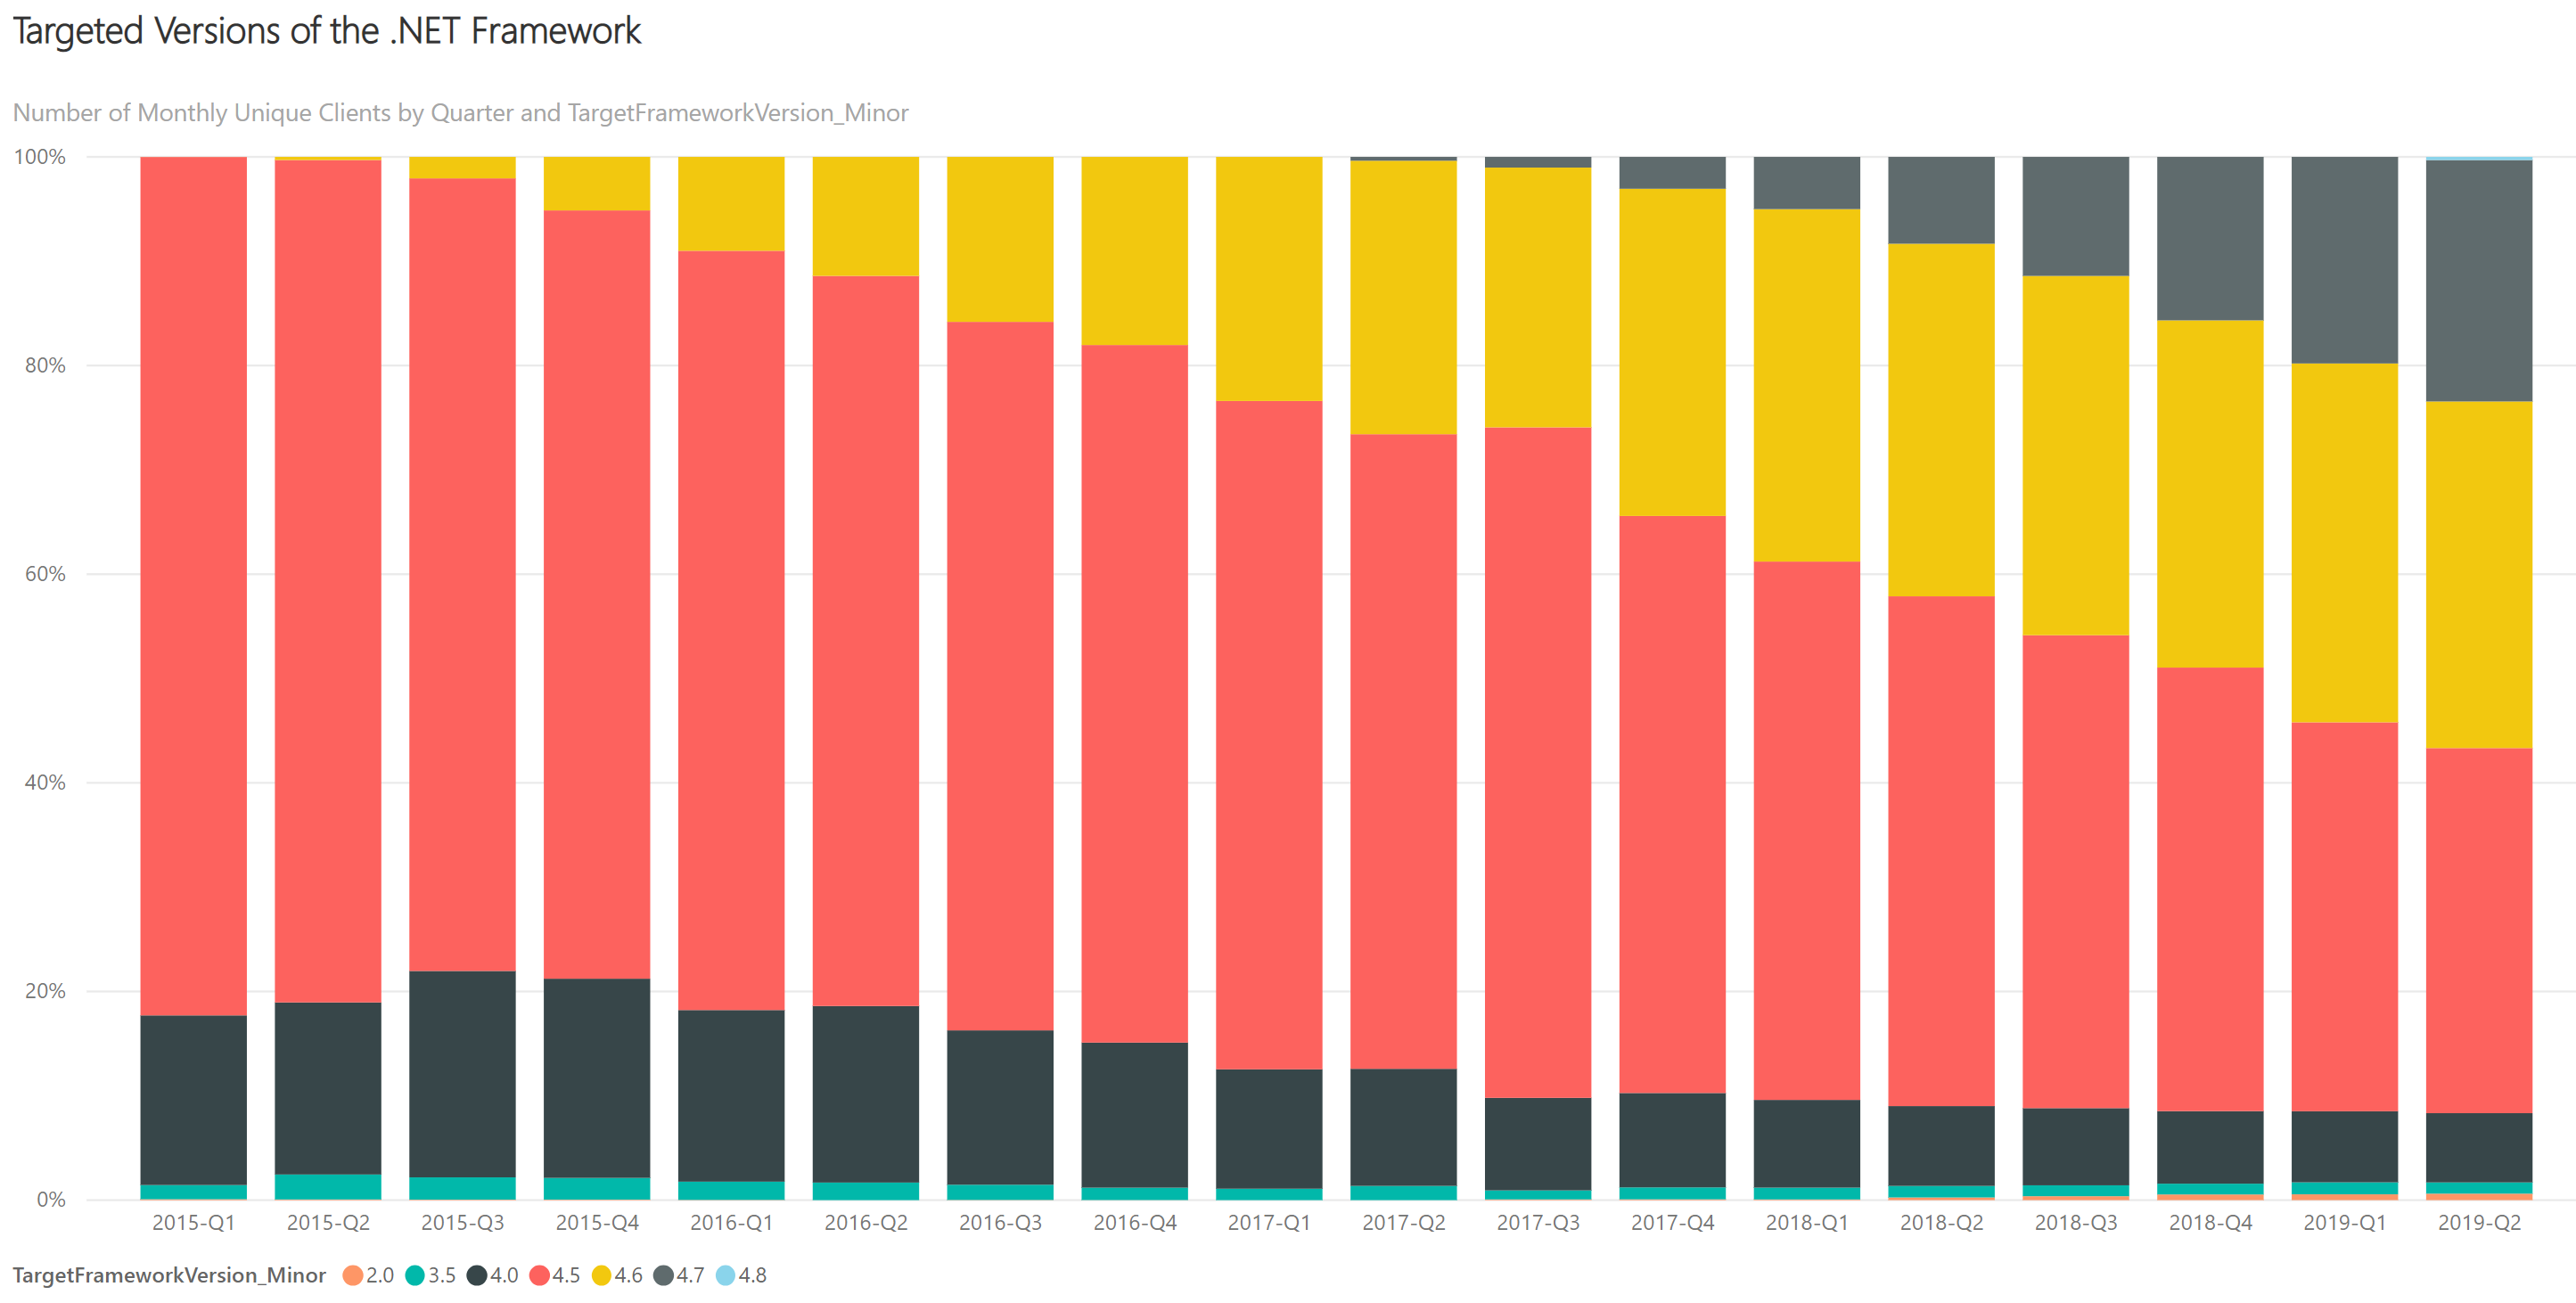 Targeted Versions of the .NET Framework
Number of Monthly Unique Clients by Quarter and TargetFrameworkVersion_Minor
100%
80%
60%
40%
20%
0%
2015-Q1 2015-Q2 2015-Q3 2015-Q4 2016-Q1 2016-Q2 2016-Q3 2016-Q4 2017-Q1 2017-Q2 2017-Q3 2017-Q4 2018-Q1 2018-Q2 2018-Q3 2018-Q4 2019-Q1 2019-Q2
TargetFrameworkVersion_Minor 2.0 3.5 4.0 4.5 4.6 4.7 4.8